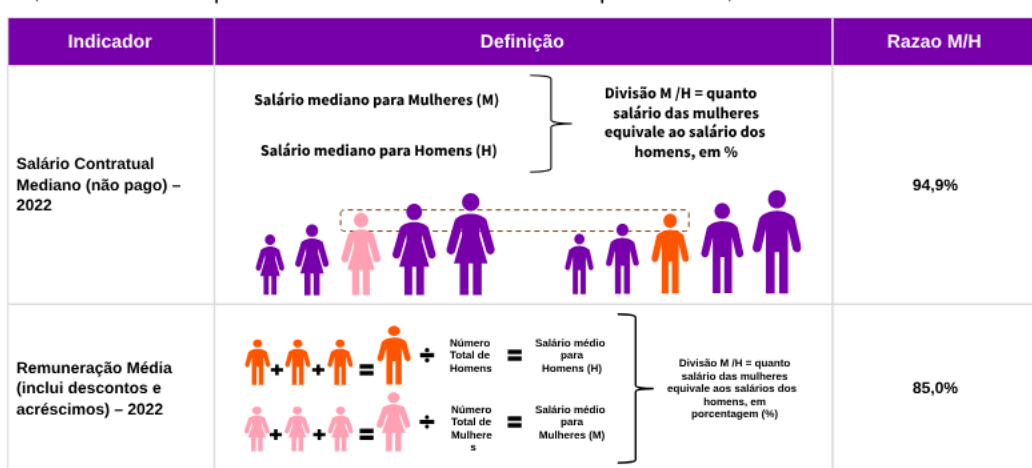 Indicador
Definição
Razao M/H
Salário Contratual
Mediano (não pago) –
2022
Salário mediano para Mulheres (M)
Salário mediano para Homens (H)
Divisão M /H = quanto
salário das mulheres
equivale ao salário dos
homens, em %
94,9%
Remuneração Média
(inclui descontos e
acréscimos) – 2022
+ + = ÷
Número
Total de
Homens
=
Salário médio
para
Homens (H)
+ + = ÷
Número
Total de
Mulhere
s
=
Salário médio
para
Mulheres (M)
Divisão M /H = quanto
salário das mulheres
equivale aos salários dos
homens, em
porcentagem (%)
85,0%